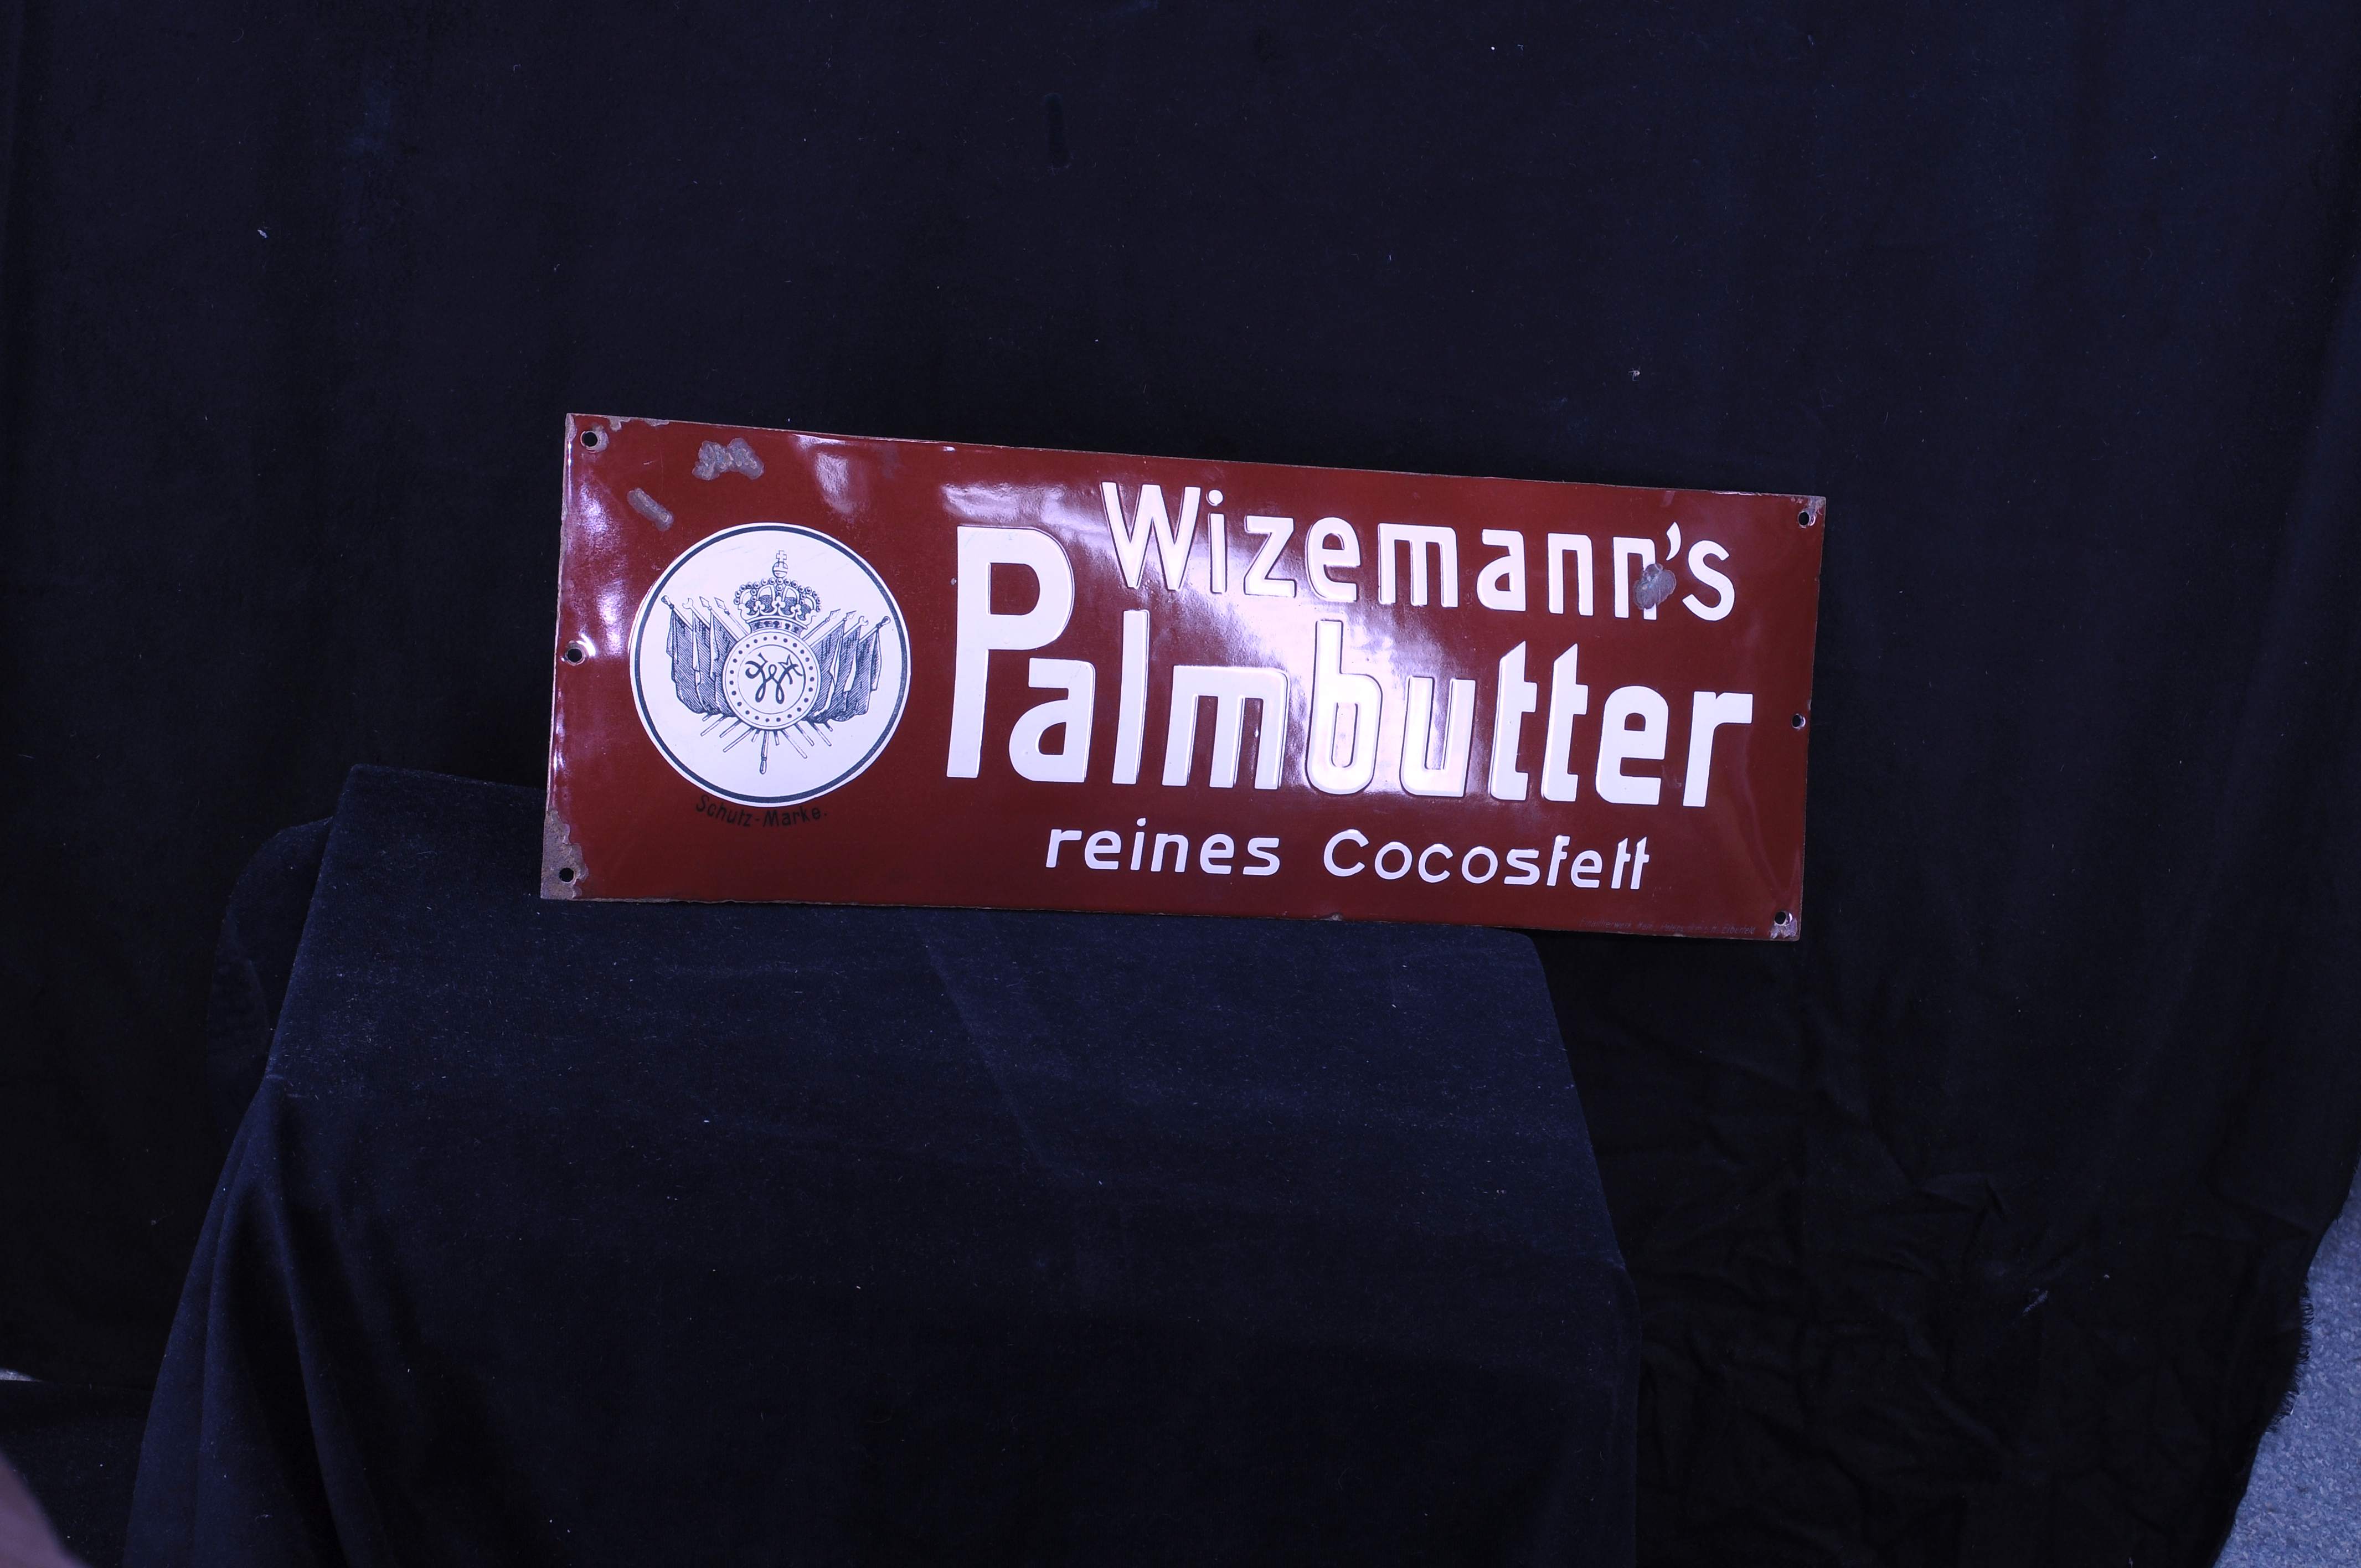 Wizemann's
Palmbutter
reines Cocosfett
Schutz-Marke.
W